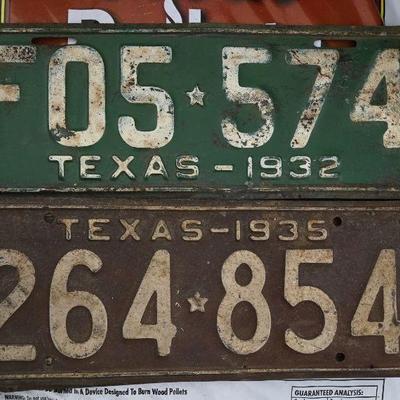 F05★574
TEXAS-1932
TEXAS-1935
264★854
in A Device Designed To Burn Wood Pellets
GUARANTEED ANALYSIS: